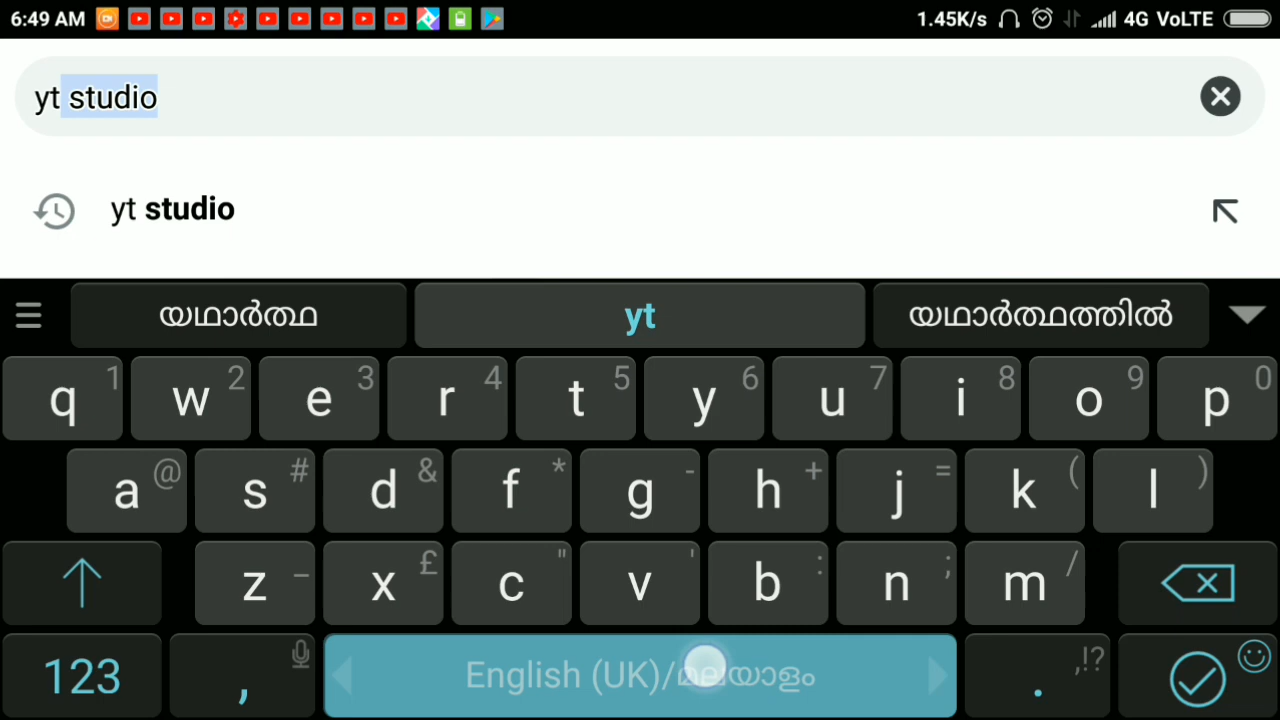 6:49 AM 1.45K/s 4G VoLTE
yt studio
yt studio
യഥാർത്ഥ yt യഥാർത്ഥത്തിൽ
q 1 w 2 e 3 r 4 t 5 y 6 u 7 i 8 o 9 p 0
a @ s # d & f * g - h + j = k ( l )
z _ x £ c " v ' b : n ; m /
123 , English (UK)/മലയാളം . ,!?